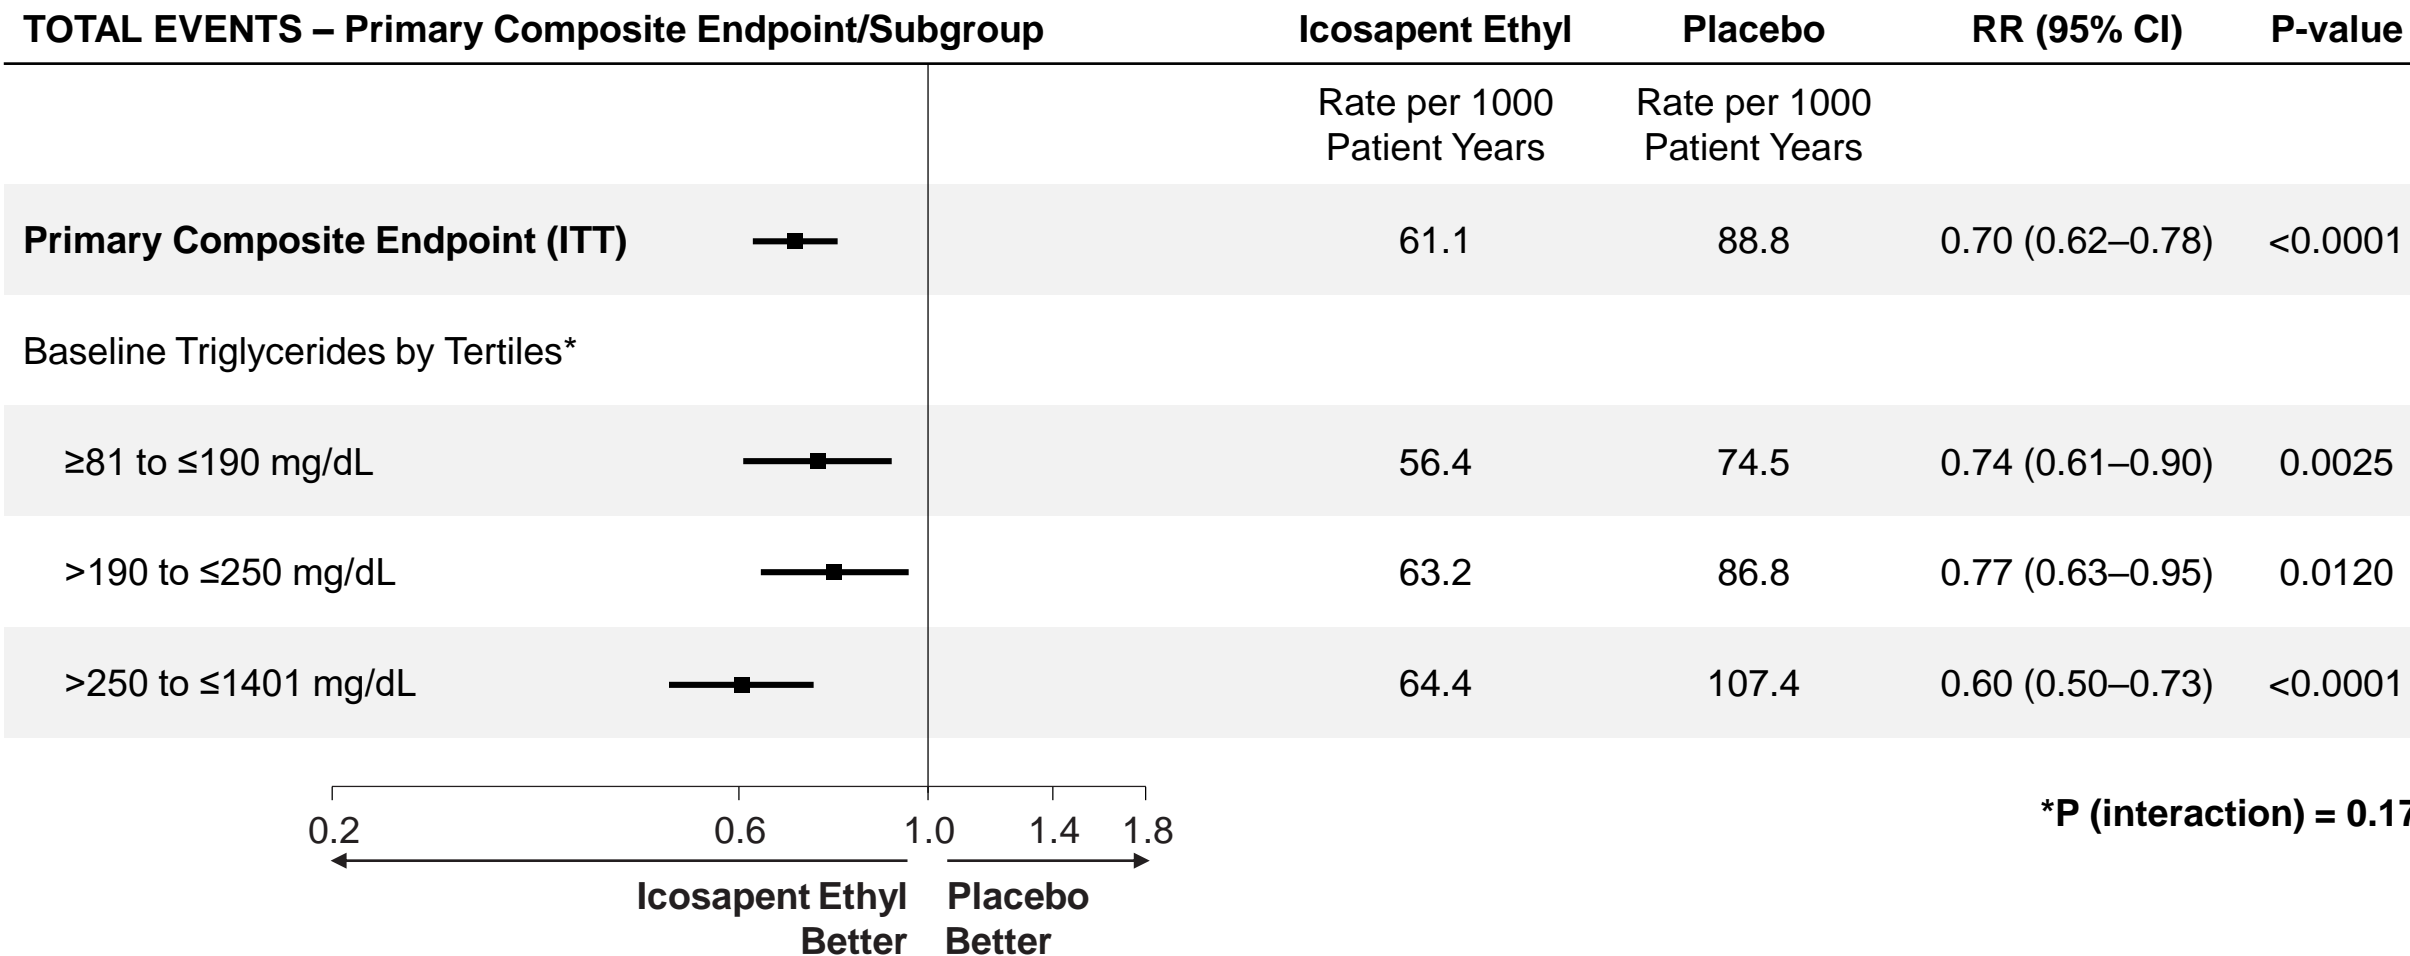 TOTAL EVENTS – Primary Composite Endpoint/Subgroup Icosapent Ethyl Placebo RR (95% CI) P-value
Rate per 1000 Rate per 1000
Patient Years Patient Years
Primary Composite Endpoint (ITT) 61.1 88.8 0.70 (0.62–0.78) <0.0001
Baseline Triglycerides by Tertiles*
≥81 to ≤190 mg/dL 56.4 74.5 0.74 (0.61–0.90) 0.0025
>190 to ≤250 mg/dL 63.2 86.8 0.77 (0.63–0.95) 0.0120
>250 to ≤1401 mg/dL 64.4 107.4 0.60 (0.50–0.73) <0.0001
*P (interaction) = 0.17
0.2 0.6 1.0 1.4 1.8
Icosapent Ethyl Placebo
Better Better